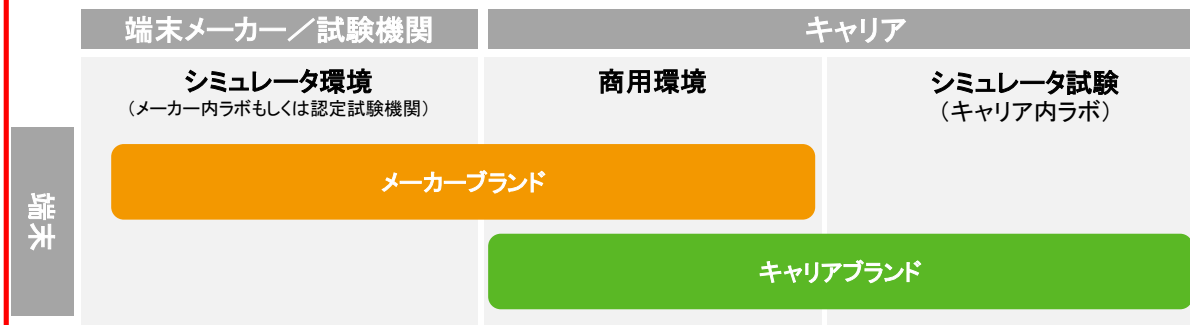 端末メーカー／試験機関
キャリア
シミュレータ環境
（メーカー内ラボもしくは認定試験機関）
商用環境
シミュレータ試験
（キャリア内ラボ）
端末
メーカーブランド
キャリアブランド